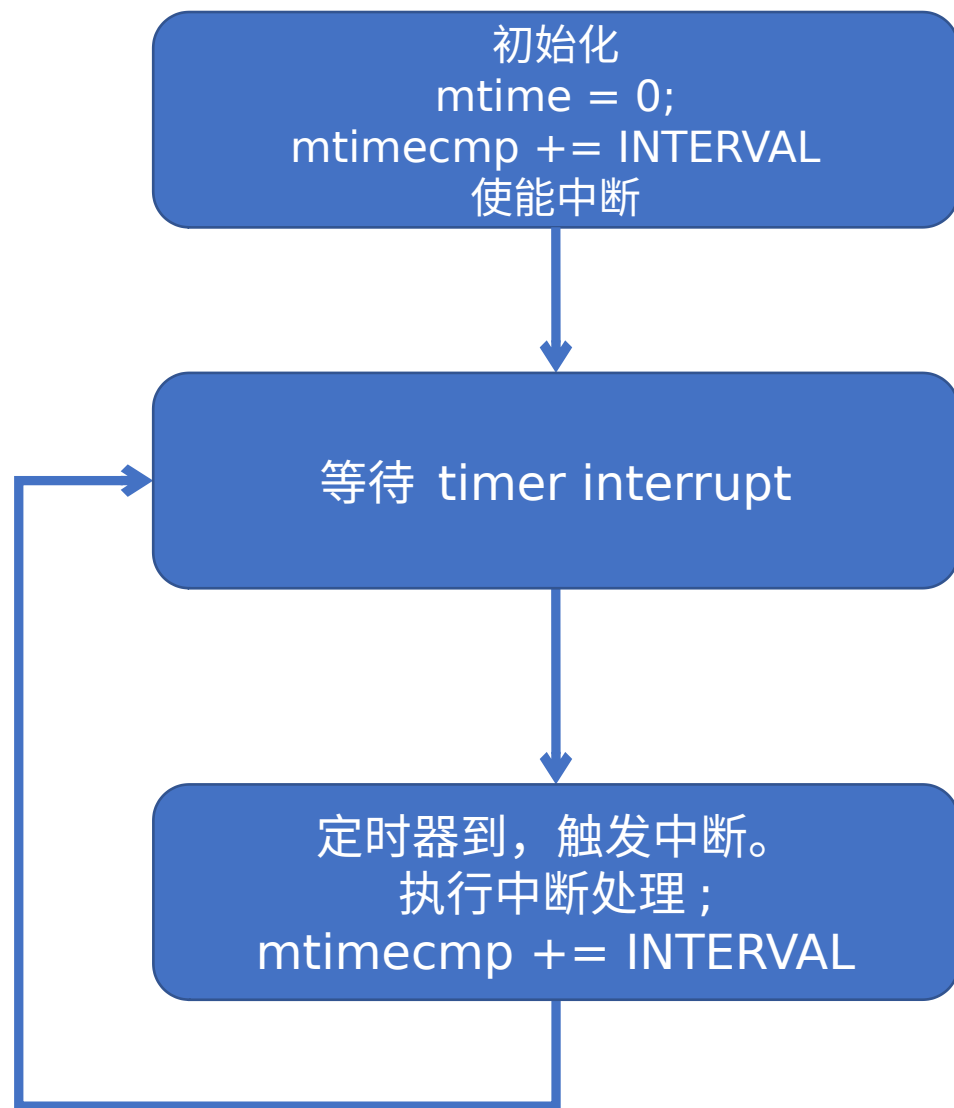 初始化
mtime = 0;
mtimecmp += INTERVAL
使能中断
等待 timer interrupt
定时器到，触发中断。
执行中断处理 ;
mtimecmp += INTERVAL